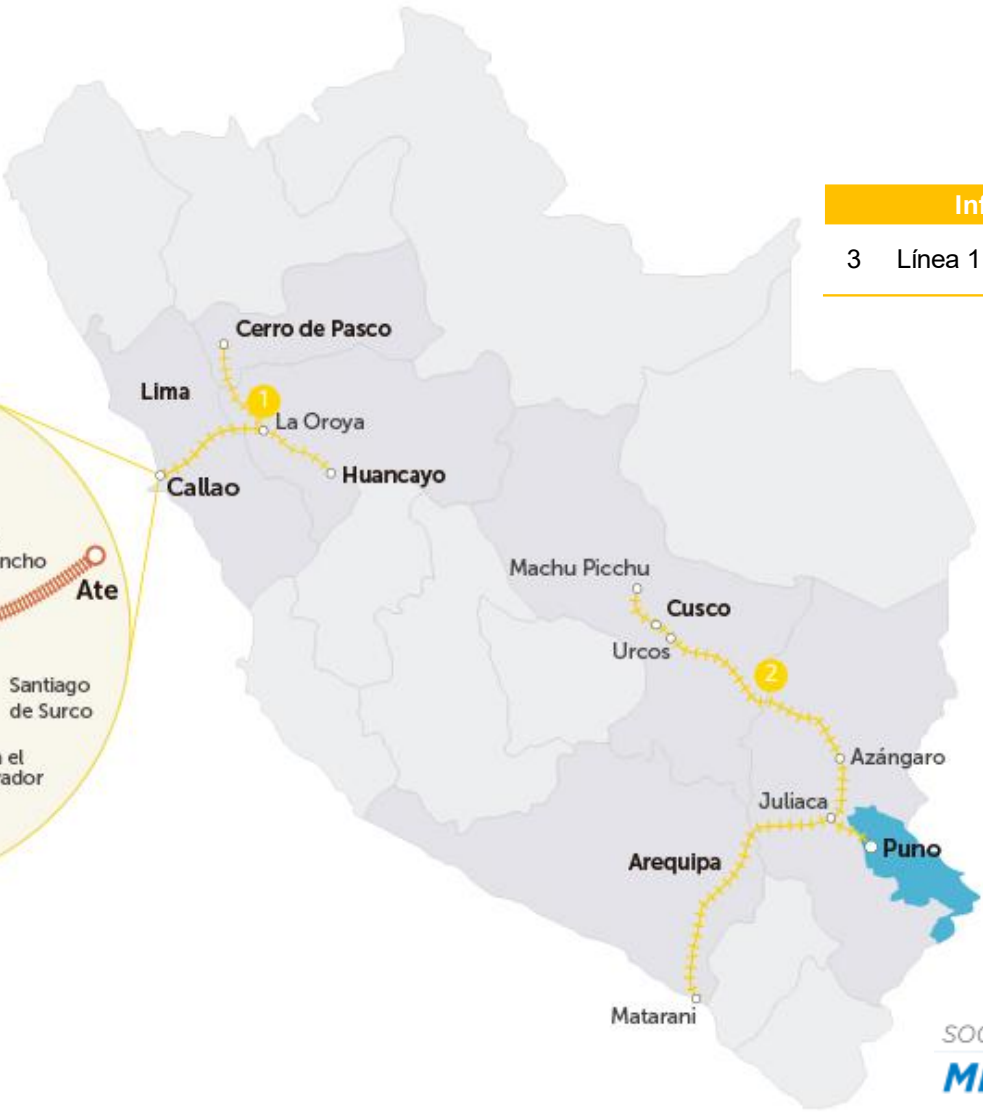 Cerro de Pasco
Lima
1
La Oroya
Callao
Huancayo
3 Línea 1
Ate
Santiago
de Surco
el
Machu Picchu
Cusco
Urcos
2
Azángaro
Juliaca
Puno
Arequipa
Matarani